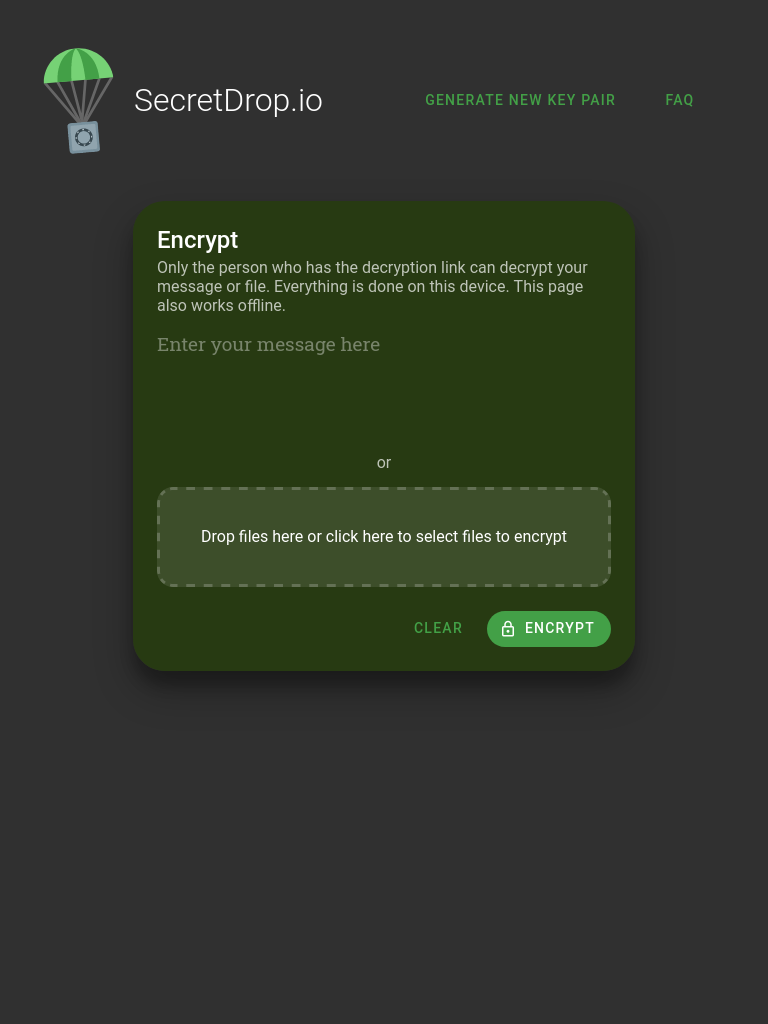 SecretDrop.io
GENERATE NEW KEY PAIR
FAQ
Encrypt
Only the person who has the decryption link can decrypt your
message or file. Everything is done on this device. This page
also works offline.
Enter your message here
or
Drop files here or click here to select files to encrypt
CLEAR
ENCRYPT